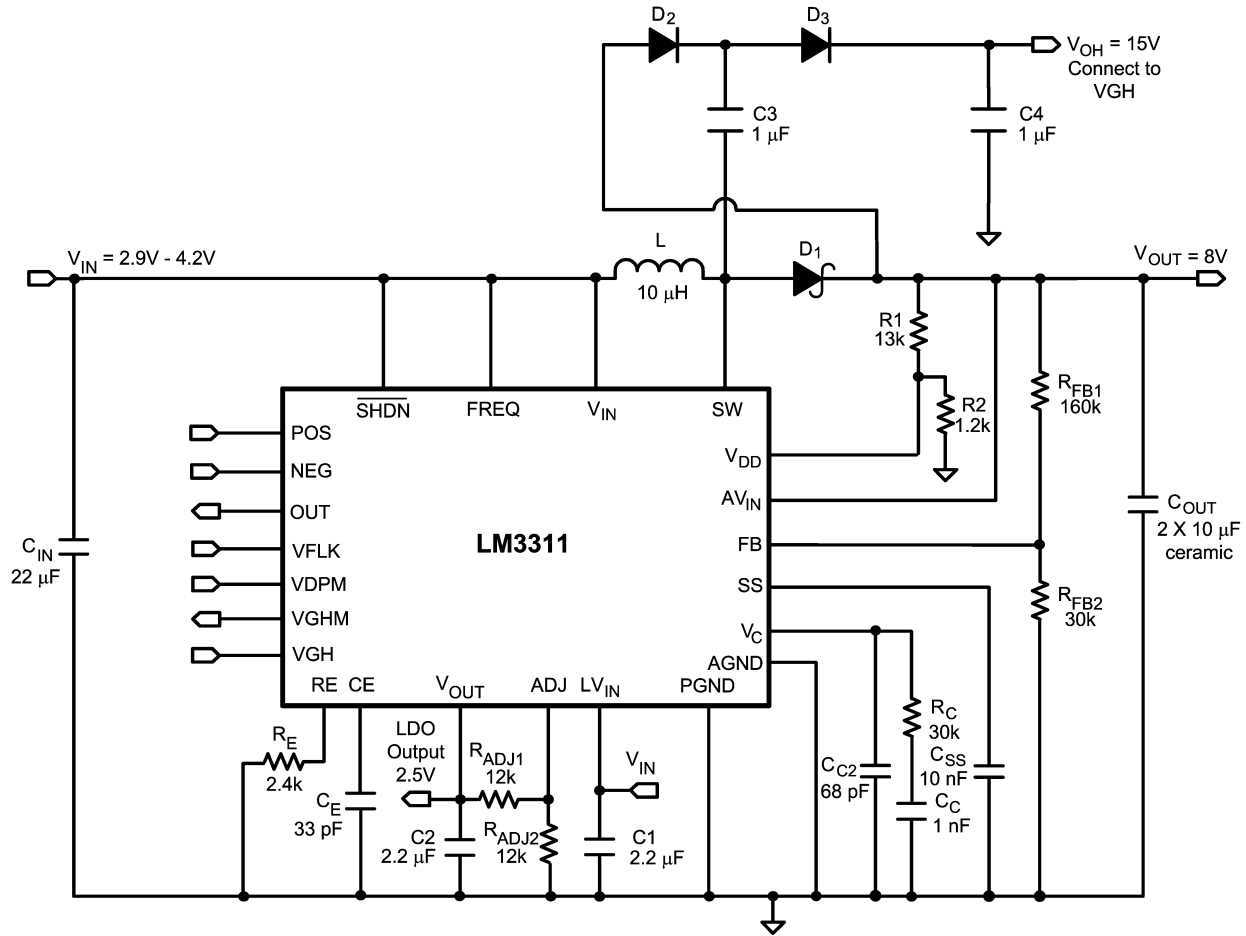 D2
D3
VOH = 15V
Connect to
VGH
C3
1 μF
C4
1 μF
VIN = 2.9V - 4.2V
L
10 μH
D1
VOUT = 8V
R1
13k
R2
1.2k
RFB1
160k
SHDN
FREQ
VIN
SW
POS
NEG
OUT
VFLK
VDPM
VGHM
VGH
LM3311
VDD
AVIN
FB
SS
VC
AGND
PGND
RE
CE
VOUT
ADJ
LVIN
CIN
22 μF
COUT
2 X 10 μF
ceramic
RFB2
30k
RE
2.4k
CE
33 pF
LDO
Output
2.5V
RADJ1
12k
C2
2.2 μF
RADJ2
12k
VIN
C1
2.2 μF
CC2
68 pF
RC
30k
CSS
10 nF
CC
1 nF